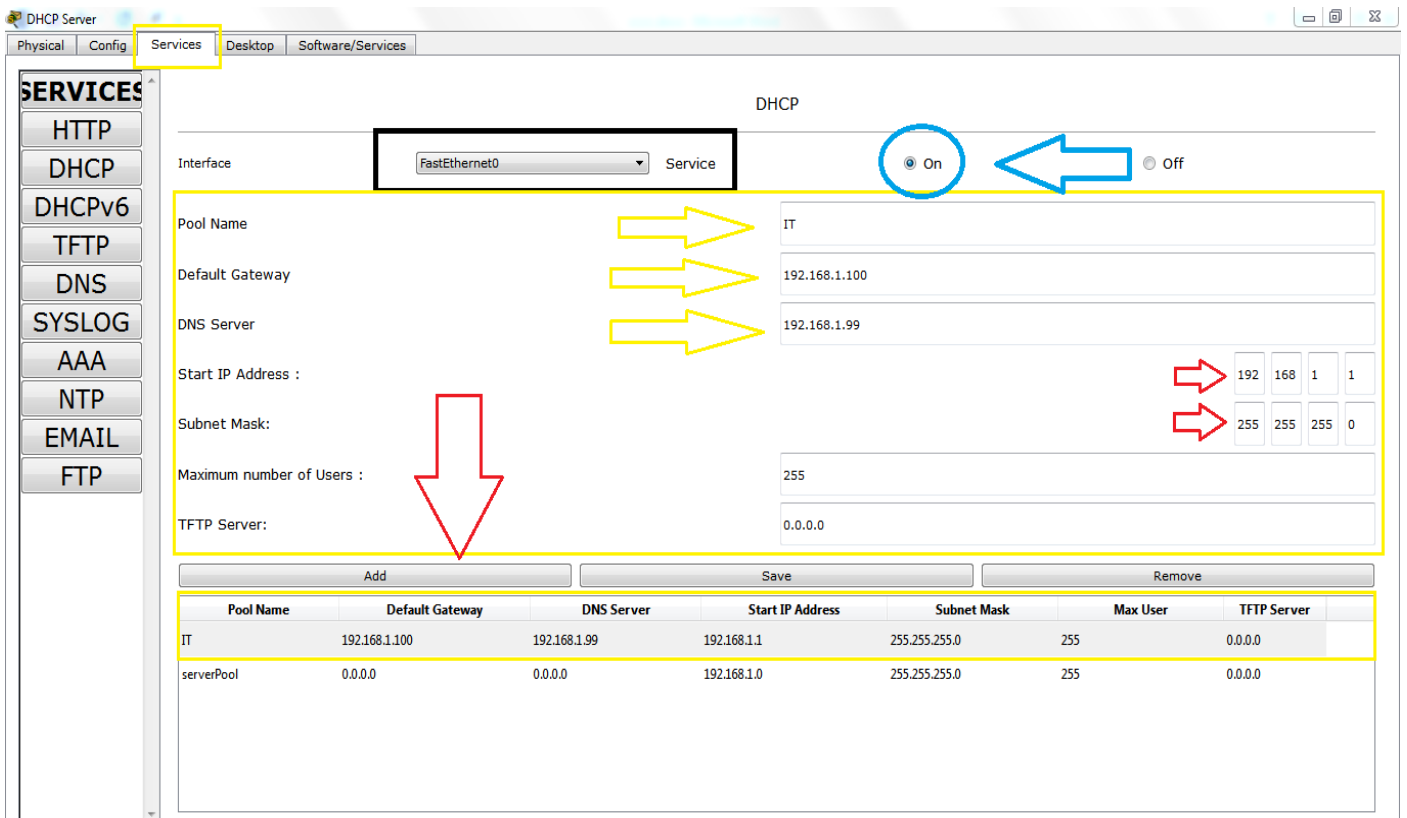 DHCP Server
Physical Config Services Desktop Software/Services
SERVICES
HTTP
DHCP
DHCPv6
TFTP
DNS
SYSLOG
AAA
NTP
EMAIL
FTP
DHCP
Interface FastEthernet0 Service On Off
Pool Name IT
Default Gateway 192.168.1.100
DNS Server 192.168.1.99
Start IP Address : 192 168 1 1
Subnet Mask: 255 255 255 0
Maximum number of Users : 255
TFTP Server: 0.0.0.0
Add Save Remove
Pool Name Default Gateway DNS Server Start IP Address Subnet Mask Max User TFTP Server
IT 192.168.1.100 192.168.1.99 192.168.1.1 255.255.255.0 255 0.0.0.0
serverPool 0.0.0.0 0.0.0.0 192.168.1.0 255.255.255.0 255 0.0.0.0